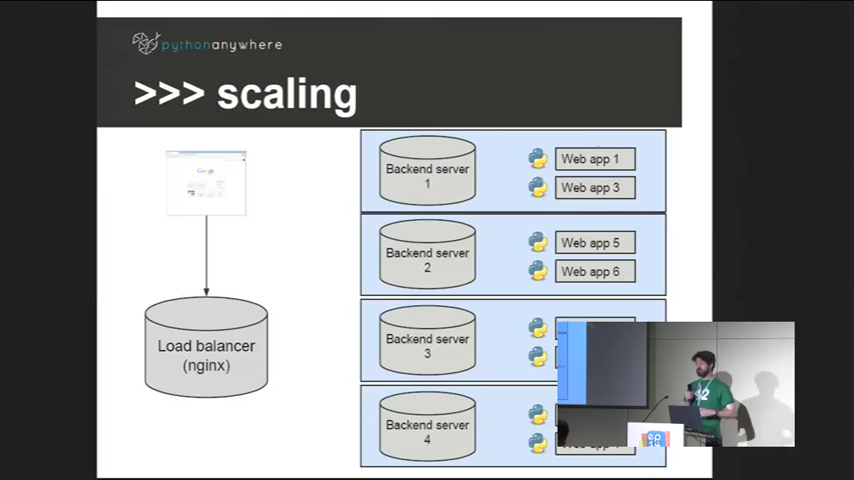 pythonanywhere
>>> scaling
Google
Load balancer
(nginx)
Backend server
1
Web app 1
Web app 3
Backend server
2
Web app 5
Web app 6
Backend server
3
Backend server
4